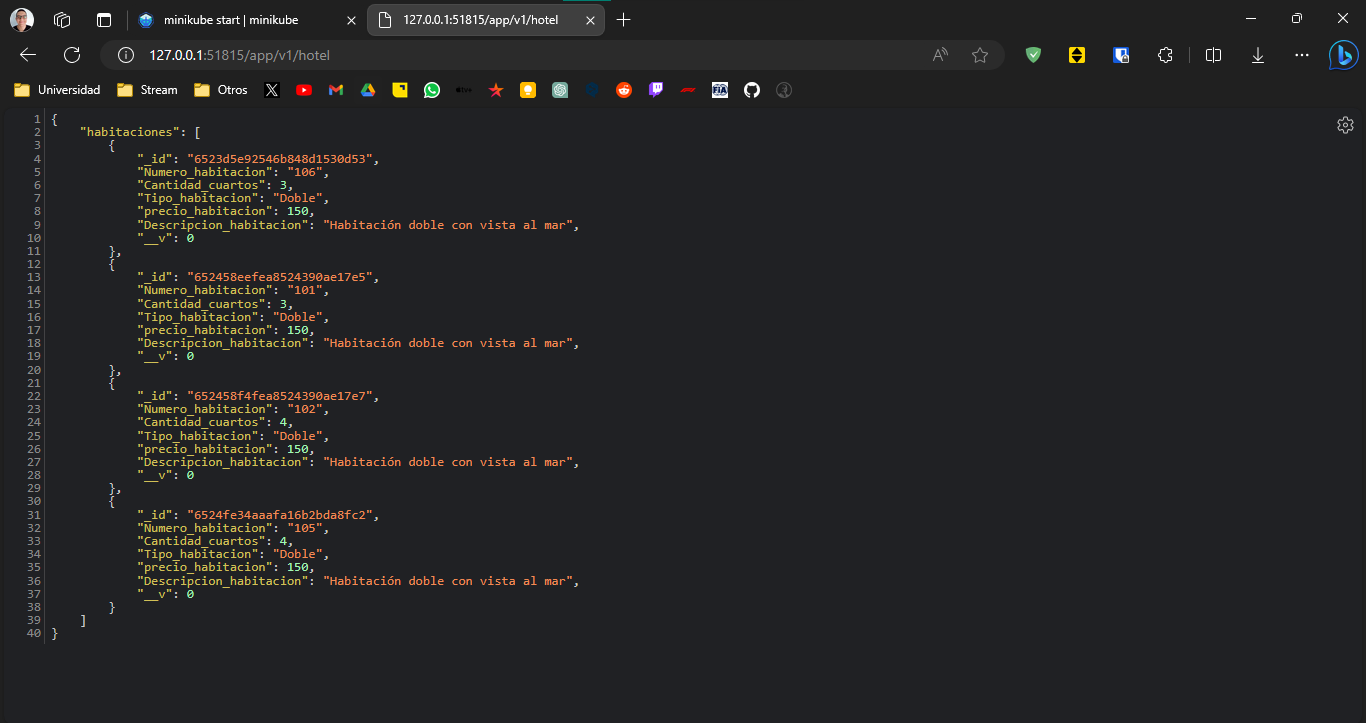 minikube start | minikube
127.0.0.1:51815/app/v1/hotel
127.0.0.1:51815/app/v1/hotel
Universidad
Stream
Otros
1 {
2 "habitaciones": [
3 {
4 "_id": "6523d5e92546b848d1530d53",
5 "Numero_habitacion": "106",
6 "Cantidad_cuartos": 3,
7 "Tipo_habitacion": "Doble",
8 "precio_habitacion": 150,
9 "Descripcion_habitacion": "Habitación doble con vista al mar",
10 "__v": 0
11 },
12 {
13 "_id": "652458eefea8524390ae17e5",
14 "Numero_habitacion": "101",
15 "Cantidad_cuartos": 3,
16 "Tipo_habitacion": "Doble",
17 "precio_habitacion": 150,
18 "Descripcion_habitacion": "Habitación doble con vista al mar",
19 "__v": 0
20 },
21 {
22 "_id": "652458f4fea8524390ae17e7",
23 "Numero_habitacion": "102",
24 "Cantidad_cuartos": 4,
25 "Tipo_habitacion": "Doble",
26 "precio_habitacion": 150,
27 "Descripcion_habitacion": "Habitación doble con vista al mar",
28 "__v": 0
29 },
30 {
31 "_id": "6524fe34aaafa16b2bda8fc2",
32 "Numero_habitacion": "105",
33 "Cantidad_cuartos": 4,
34 "Tipo_habitacion": "Doble",
35 "precio_habitacion": 150,
36 "Descripcion_habitacion": "Habitación doble con vista al mar",
37 "__v": 0
38 }
39 ]
40 }